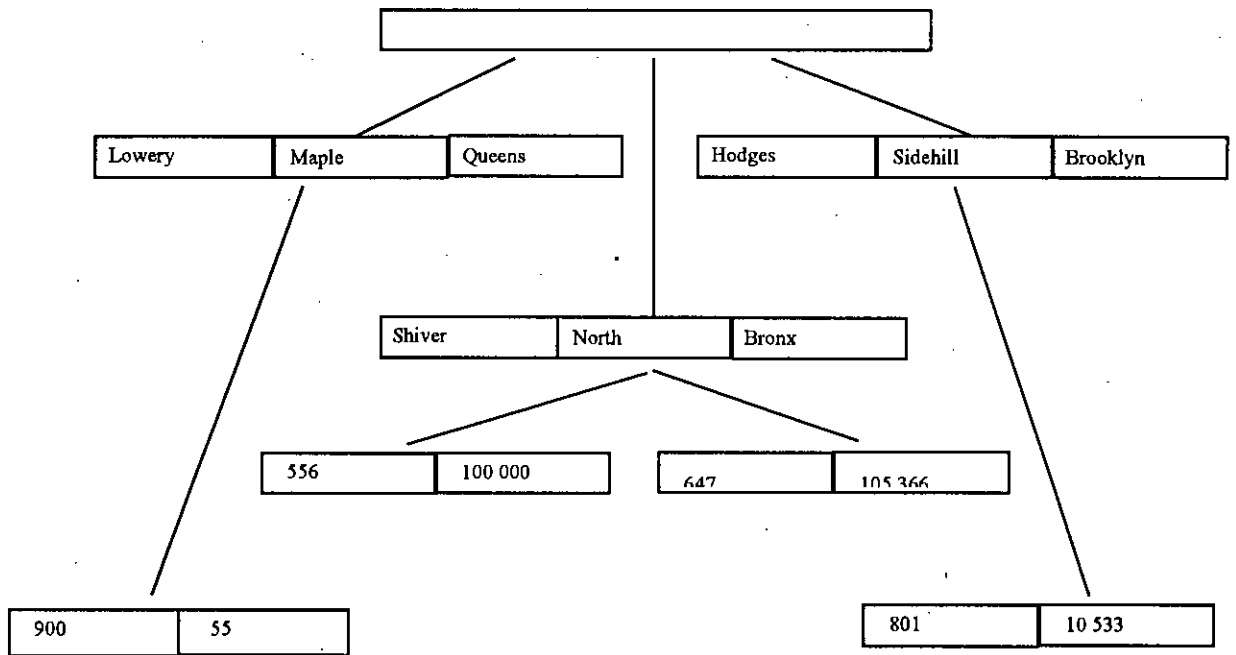 Lowery Maple Queens
Hodges Sidehill Brooklyn
Shiver North Bronx
556 100 000
647 105 366
900 55
801 10 533